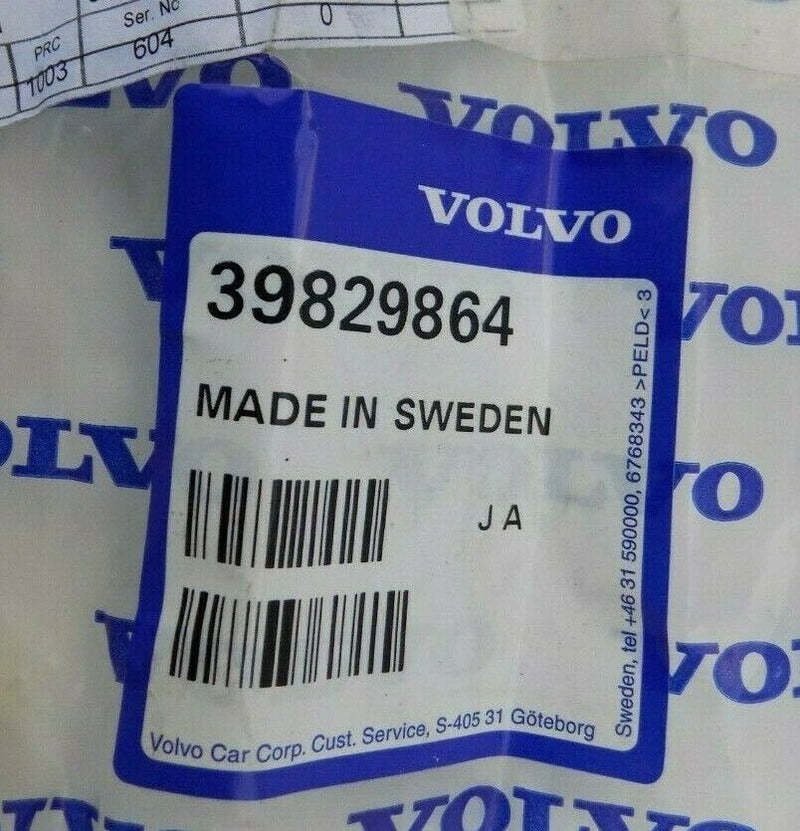 PRC
Ser. No
1003
604
0
VOLVO
VOLVO
VOLVO
39829864
MADE IN SWEDEN
J A
Volvo Car Corp. Cust. Service, S-405 31 Göteborg
Sweden, tel +46 31 590000, 6768343 >PELD< 3